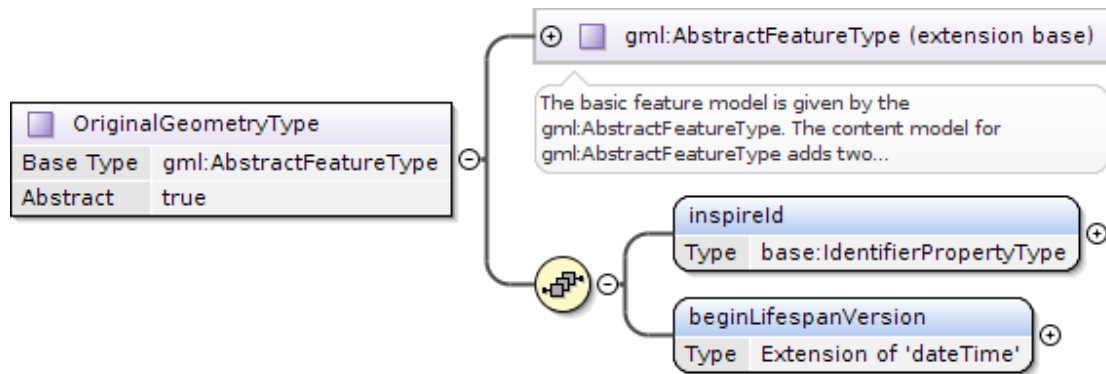 gml:AbstractFeatureType (extension base)
The basic feature model is given by the
gml:AbstractFeatureType. The content model for
gml:AbstractFeatureType adds two...
OriginalGeometryType
Base Type gml:AbstractFeatureType
Abstract true
inspireId
Type base:IdentifierPropertyType
beginLifespanVersion
Type Extension of 'dateTime'